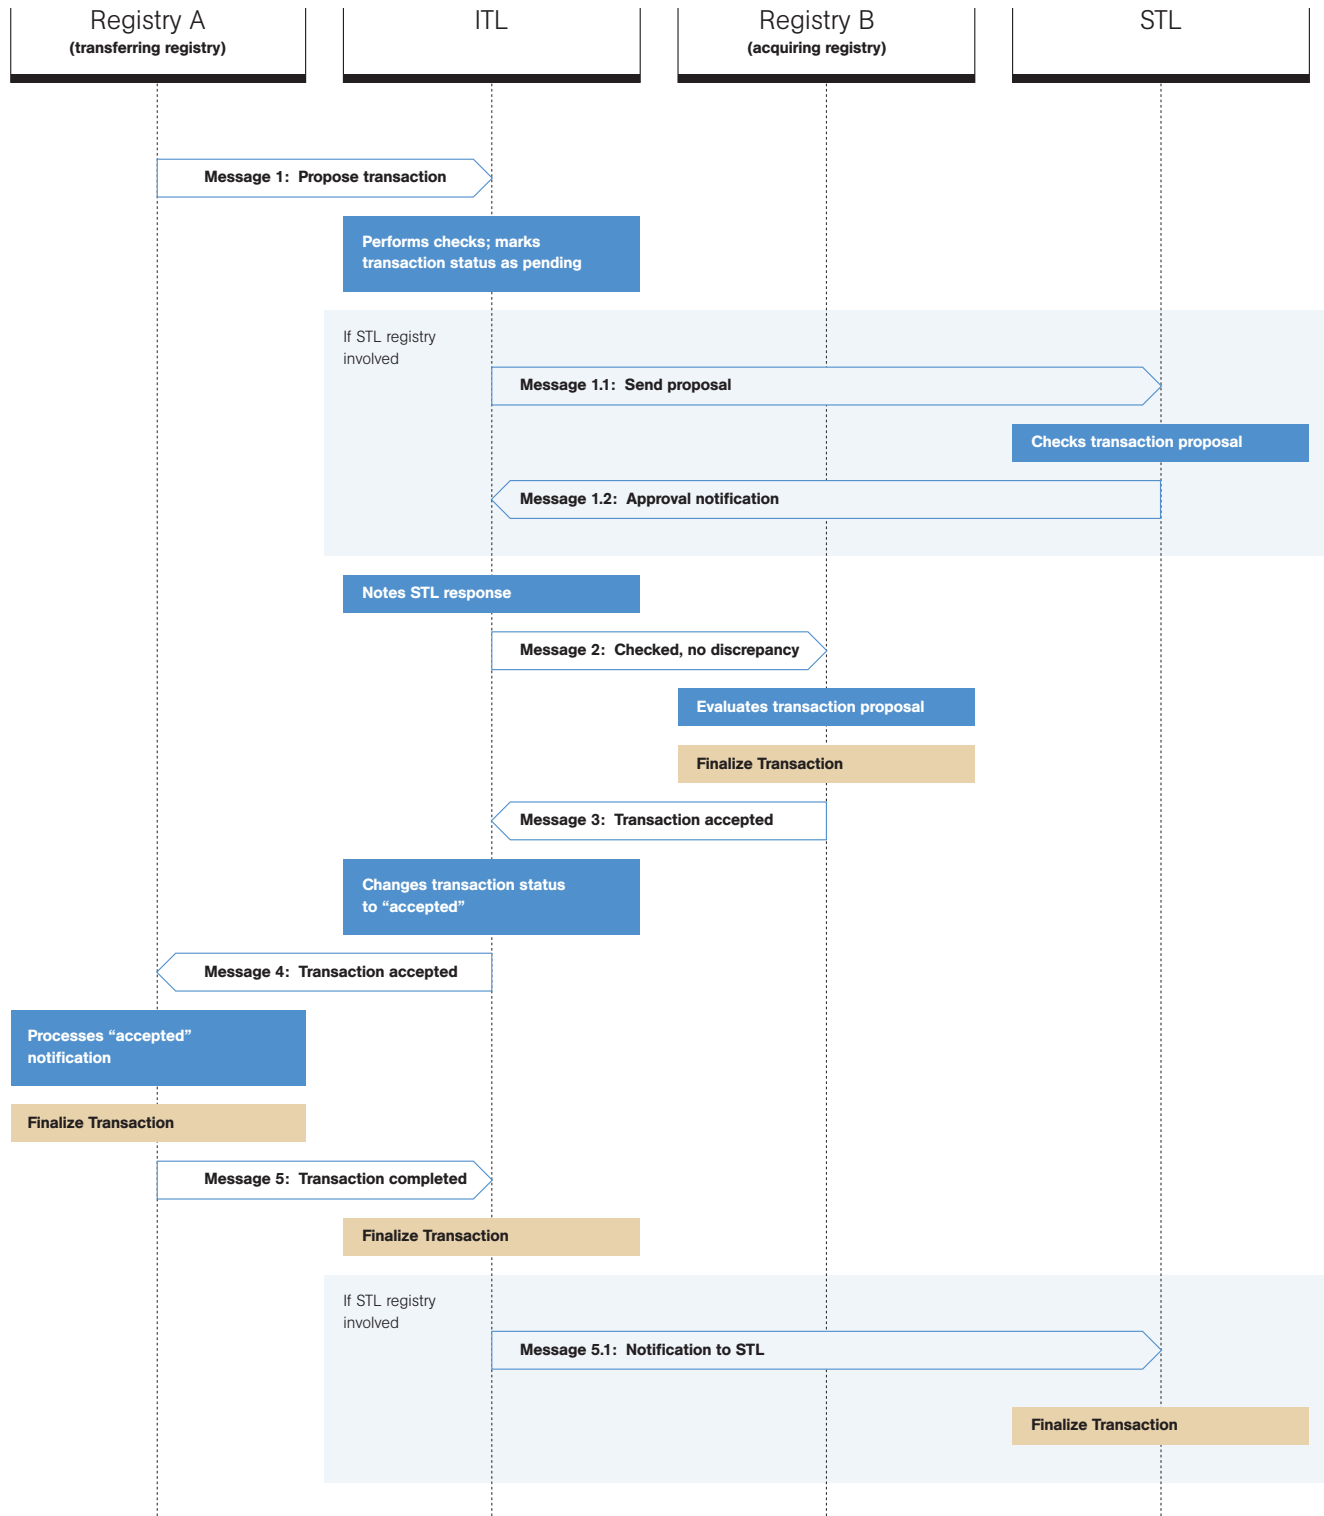 Registry A
(transferring registry)
ITL
Registry B
(acquiring registry)
STL
Message 1:  Propose transaction
Performs checks; marks
transaction status as pending
If STL registry
involved
Message 1.1:  Send proposal
Checks transaction proposal
Message 1.2:  Approval notification
Notes STL response
Message 2:  Checked, no discrepancy
Evaluates transaction proposal
Finalize Transaction
Message 3:  Transaction accepted
Changes transaction status
to “accepted”
Message 4:  Transaction accepted
Processes “accepted”
notification
Finalize Transaction
Message 5:  Transaction completed
Finalize Transaction
If STL registry
involved
Message 5.1:  Notification to STL
Finalize Transaction